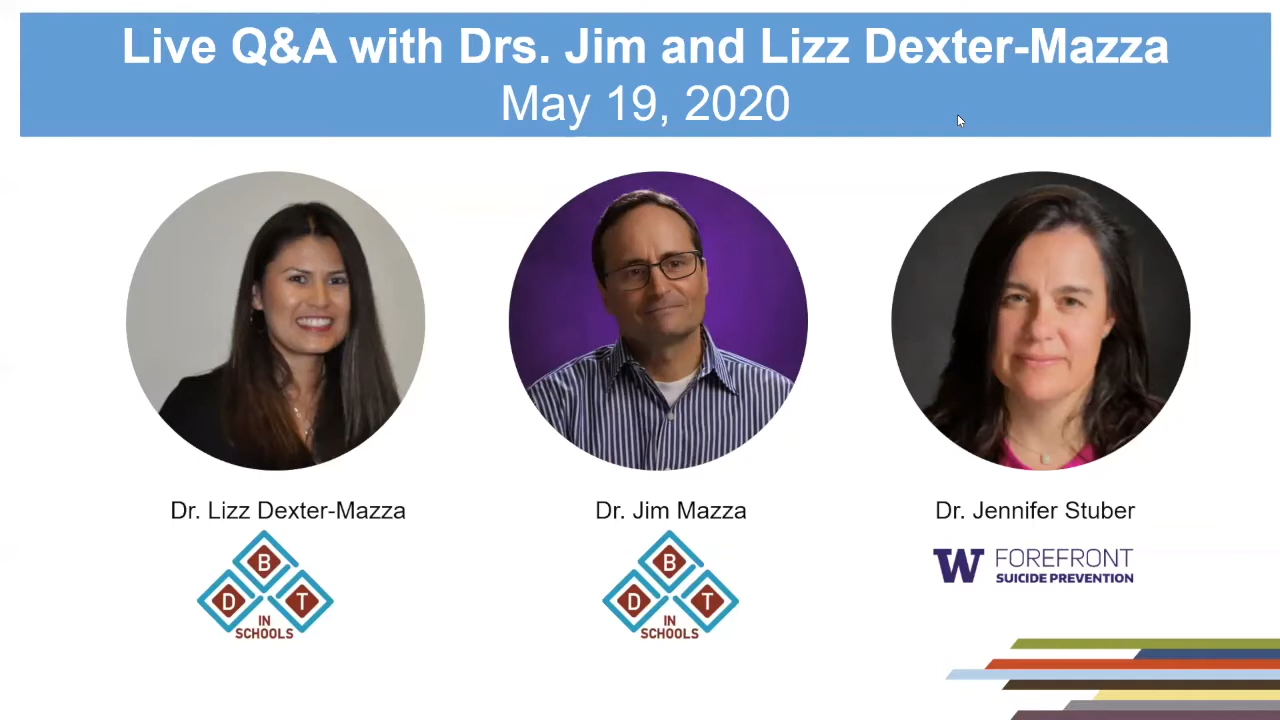 Live Q&A with Drs. Jim and Lizz Dexter-Mazza
May 19, 2020
Dr. Lizz Dexter-Mazza
Dr. Jim Mazza
Dr. Jennifer Stuber
B
D T
IN
SCHOOLS
B
D T
IN
SCHOOLS
W FOREFRONT
SUICIDE PREVENTION